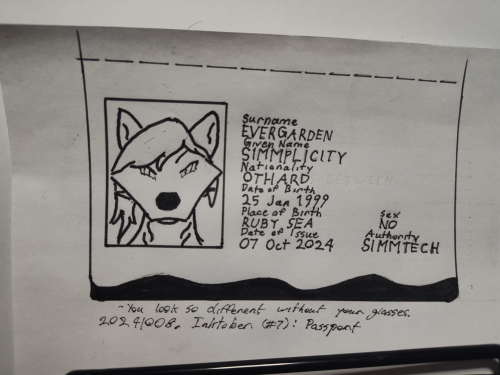 Surname
EVERGARDEN
Given Name
SIMMPLICITY
Nationality
OTHARD
Date of Birth
25 Jan 1999
Place of Birth
RUBY SEA
Sex
NO
Date of Issue
07 Oct 2024
Authority
SIMMTECH
-You look so different without your glasses.
20241008. Inktober (#7): Passport